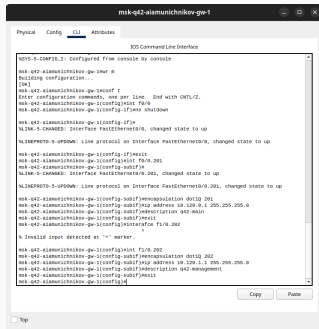 msk-q42-aiamunichnikov-gw-1
Physical Config CLI Attributes
IOS Command Line Interface
%SYS-5-CONFIG_I: Configured from console by console
msk-q42-aiamunichnikov-gw-1#wr m
Building configuration...
[OK]
msk-q42-aiamunichnikov-gw-1#conf t
Enter configuration commands, one per line. End with CNTL/Z.
msk-q42-aiamunichnikov-gw-1(config)#int f0/0
msk-q42-aiamunichnikov-gw-1(config-if)#no shutdown
msk-q42-aiamunichnikov-gw-1(config-if)#
%LINK-5-CHANGED: Interface FastEthernet0/0, changed state to up
%LINEPROTO-5-UPDOWN: Line protocol on Interface FastEthernet0/0, changed state to up
msk-q42-aiamunichnikov-gw-1(config-if)#exit
msk-q42-aiamunichnikov-gw-1(config)#int f0/0.201
msk-q42-aiamunichnikov-gw-1(config-subif)#
%LINK-5-CHANGED: Interface FastEthernet0/0.201, changed state to up
%LINEPROTO-5-UPDOWN: Line protocol on Interface FastEthernet0/0.201, changed state to up
msk-q42-aiamunichnikov-gw-1(config-subif)#encapsulation dot1Q 201
msk-q42-aiamunichnikov-gw-1(config-subif)#ip address 10.129.0.1 255.255.255.0
msk-q42-aiamunichnikov-gw-1(config-subif)#description q42-main
msk-q42-aiamunichnikov-gw-1(config-subif)#exit
msk-q42-aiamunichnikov-gw-1(config)#interafce f1/0.202
^
% Invalid input detected at '^' marker.
msk-q42-aiamunichnikov-gw-1(config)#int f1/0.202
msk-q42-aiamunichnikov-gw-1(config-subif)#encapsulation dot1Q 202
msk-q42-aiamunichnikov-gw-1(config-subif)#ip address 10.129.1.1 255.255.255.0
msk-q42-aiamunichnikov-gw-1(config-subif)#description q42-management
msk-q42-aiamunichnikov-gw-1(config-subif)#exit
msk-q42-aiamunichnikov-gw-1(config)#
Copy Paste
Top